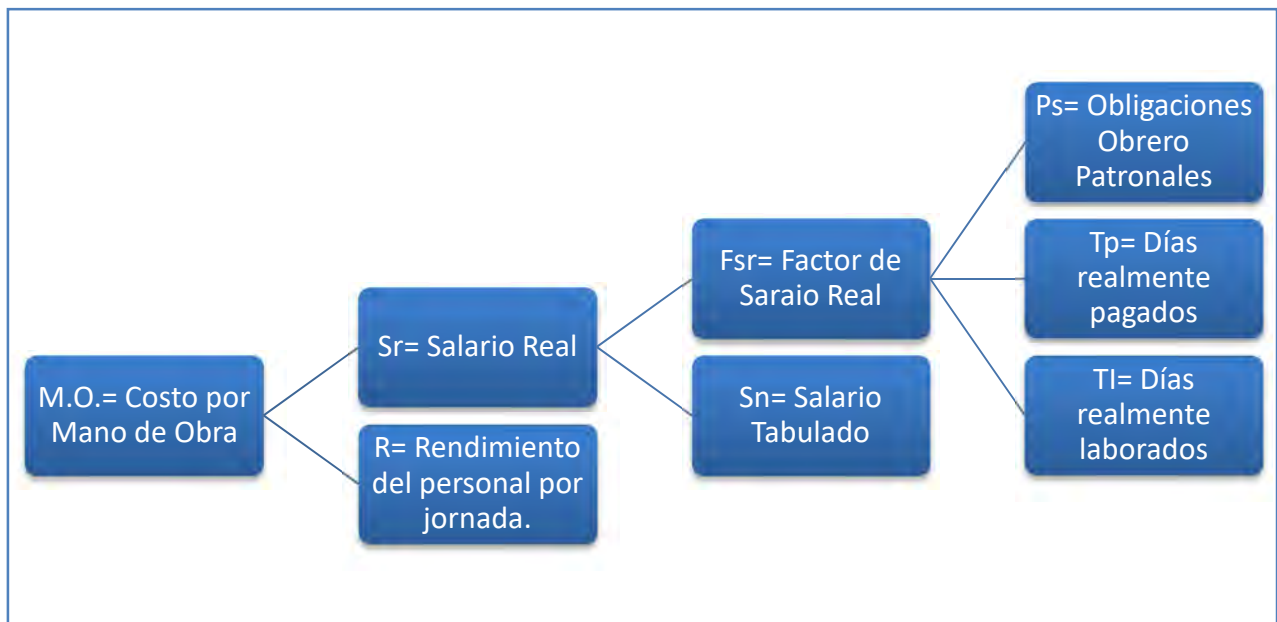 M.O.= Costo por
Mano de Obra
Sr= Salario Real
R= Rendimiento
del personal por
jornada.
Fsr= Factor de
Saraio Real
Sn= Salario
Tabulado
Ps= Obligaciones
Obrero
Patronales
Tp= Días
realmente
pagados
Tl= Días
realmente
laborados